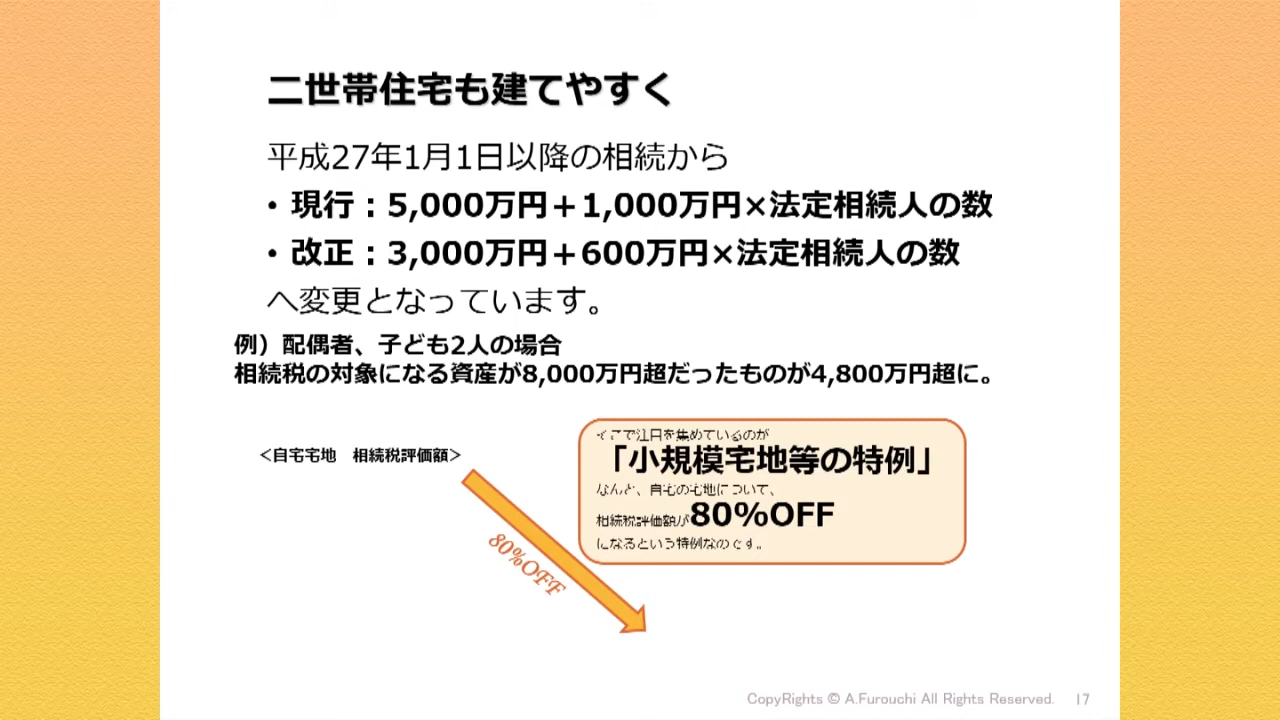 二世帯住宅も建てやすく
平成27年1月1日以降の相続から
• 現行：5,000万円＋1,000万円×法定相続人の数
• 改正：3,000万円＋600万円×法定相続人の数
へ変更となっています。
例）配偶者、子ども2人の場合
相続税の対象になる資産が8,000万円超だったものが4,800万円超に。
＜自宅宅地　相続税評価額＞
80%OFF
そこで注目を集めているのが
「小規模宅地等の特例」
なんと、自宅の宅地について、
相続税評価額が80%OFF
になるという特例なのです。
CopyRights © A.Furouchi All Rights Reserved.
17